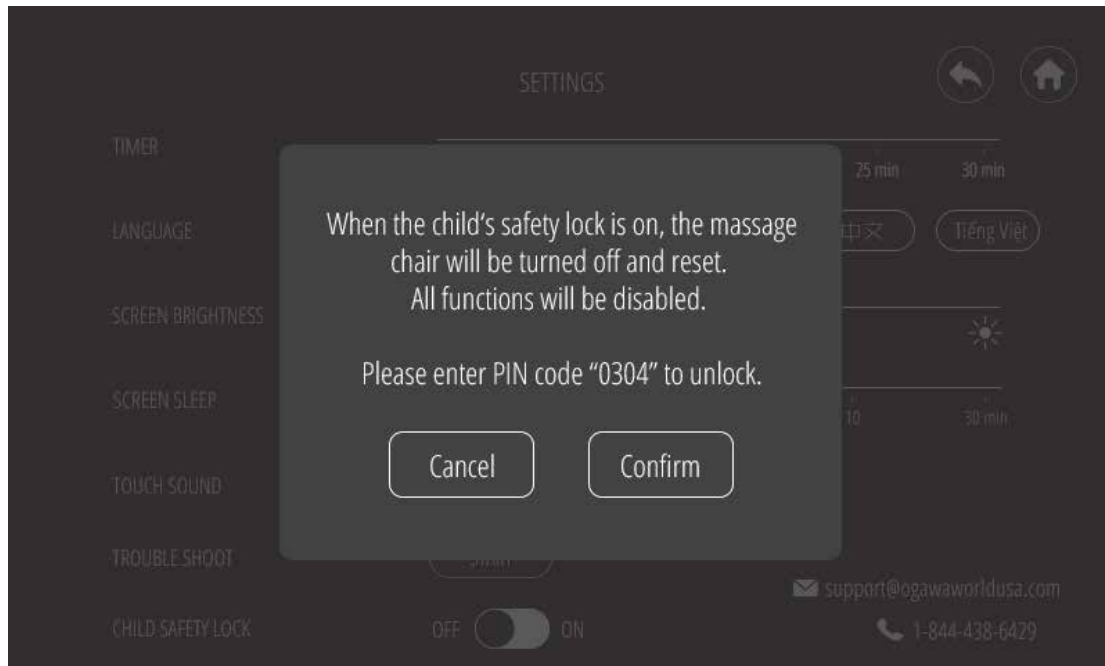 SETTINGS
TIMER
25 min
30 min
When the child's safety lock is on, the massage
chair will be turned off and reset.
All functions will be disabled.
Please enter PIN code “0304” to unlock.
Cancel
Confirm
LANGUAGE
中文
Tiếng Việt
SCREEN BRIGHTNESS
SCREEN SLEEP
10
30 min
TOUCH SOUND
TROUBLE SHOOT
support@ogawaworldusa.com
CHILD SAFETY LOCK
OFF
ON
1-844-438-6429